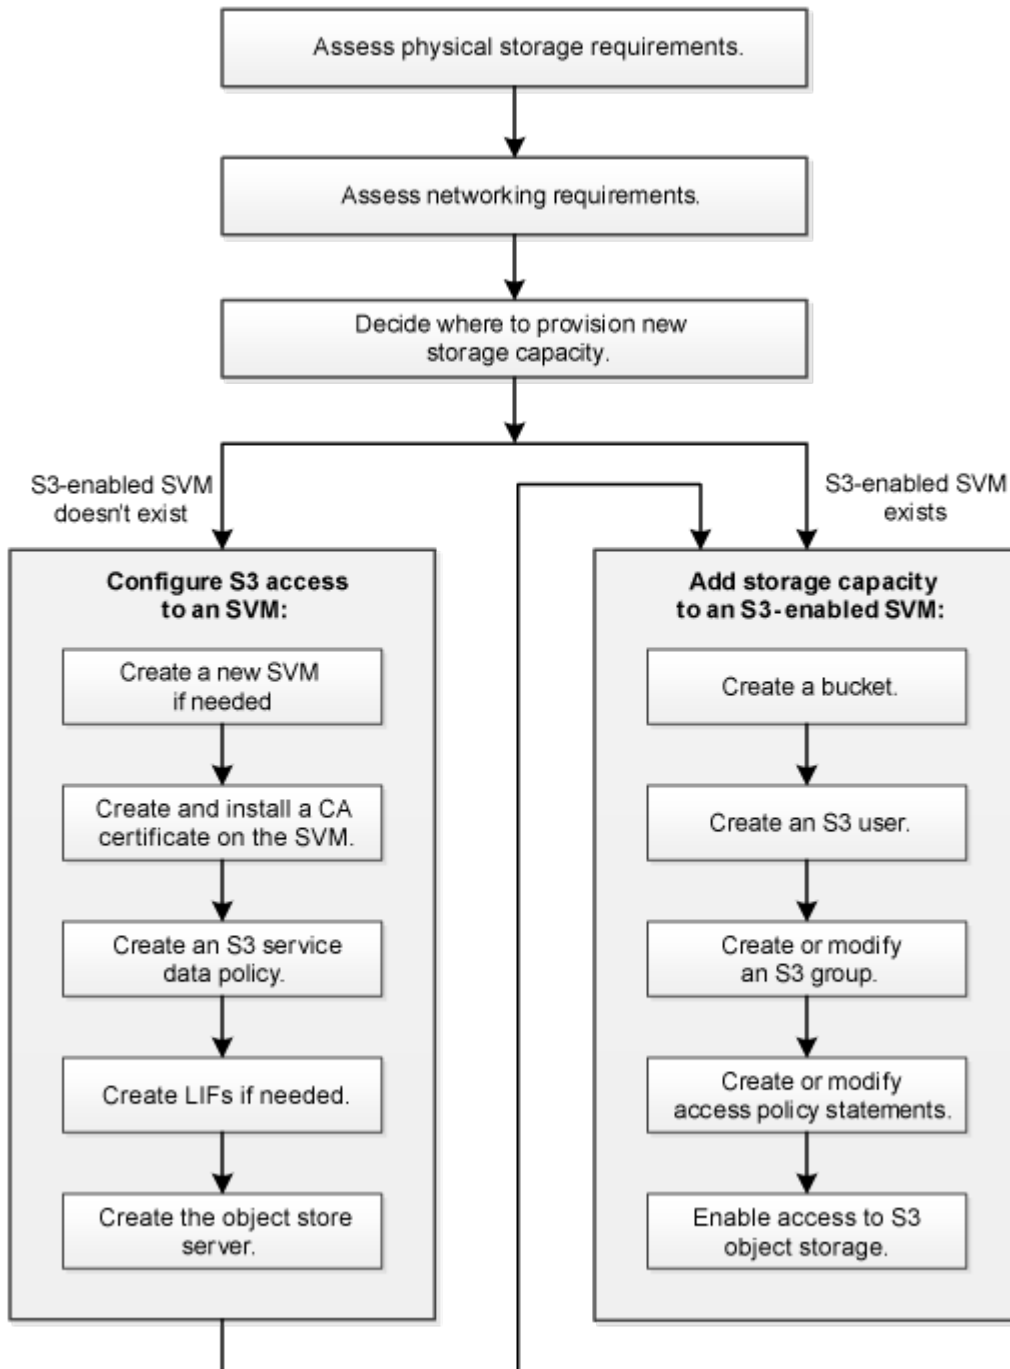 Assess physical storage requirements.
Assess networking requirements.
Decide where to provision new
storage capacity.
S3-enabled SVM
doesn't exist
S3-enabled SVM
exists
Configure S3 access
to an SVM:
Create a new SVM
if needed
Create and install a CA
certificate on the SVM.
Create an S3 service
data policy.
Create LIFs if needed.
Create the object store
server.
Add storage capacity
to an S3-enabled SVM:
Create a bucket.
Create an S3 user.
Create or modify
an S3 group.
Create or modify
access policy statements.
Enable access to S3
object storage.